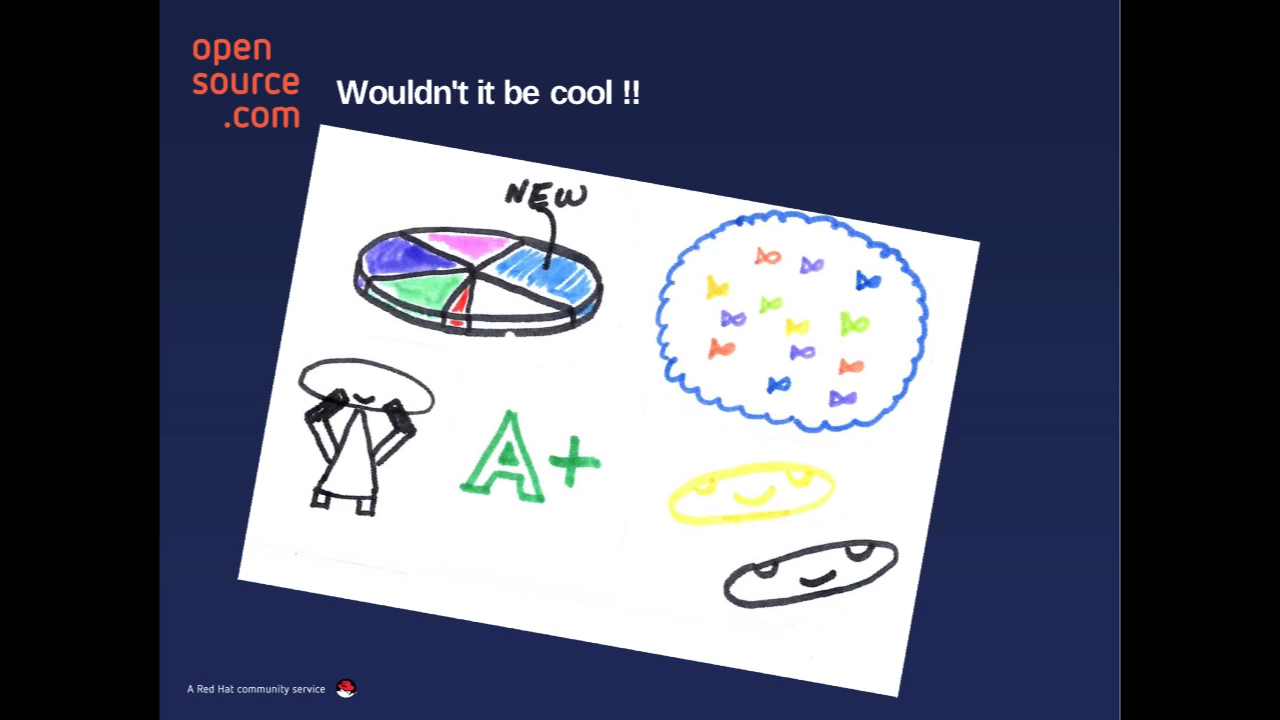 open
source
.com
Wouldn't it be cool !!
NEW
A+
A Red Hat community service